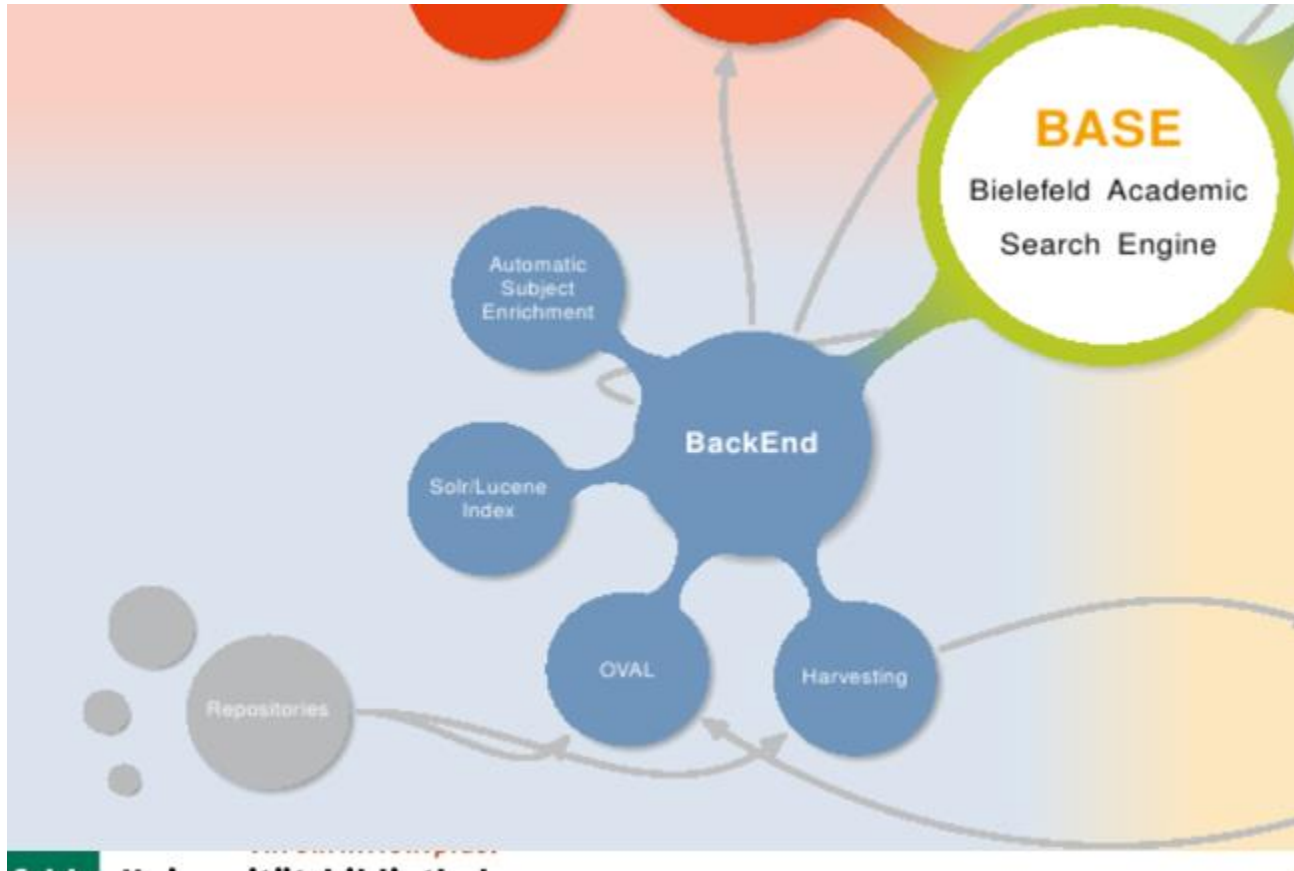 BASE
Bielefeld Academic
Search Engine
Automatic
Subject
Enrichment
BackEnd
Solr/Lucene
Index
OVAL
Harvesting
Repositories